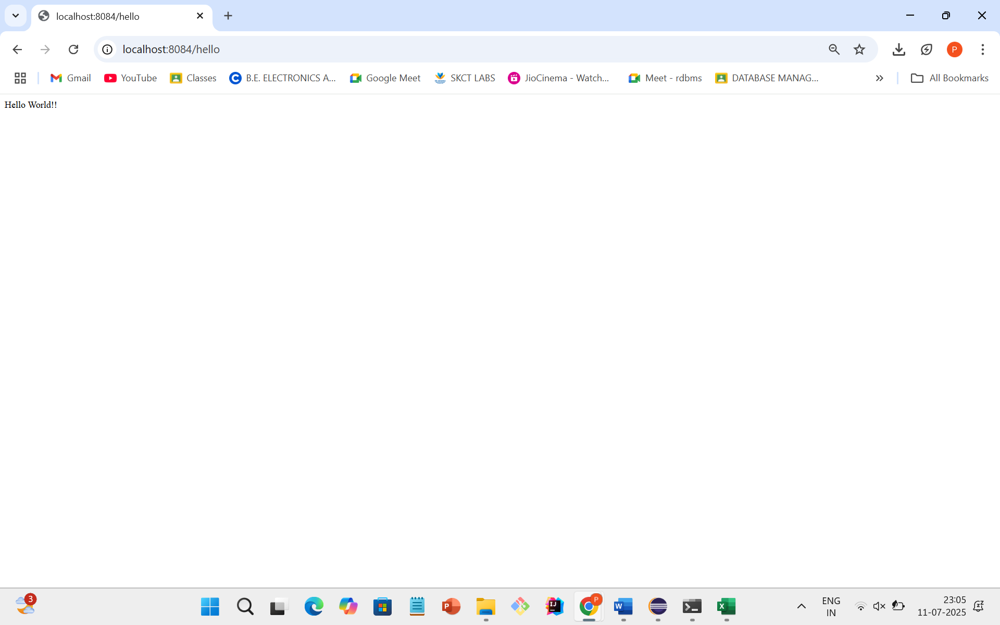 localhost:8084/hello
localhost:8084/hello
P
Gmail
YouTube
Classes
B.E. ELECTRONICS A...
Google Meet
SKCT LABS
JioCinema - Watch...
Meet - rdbms
DATABASE MANAG...
All Bookmarks
Hello World!!
3
P
IJ
P
W
X
ENG
IN
23:05
11-07-2025